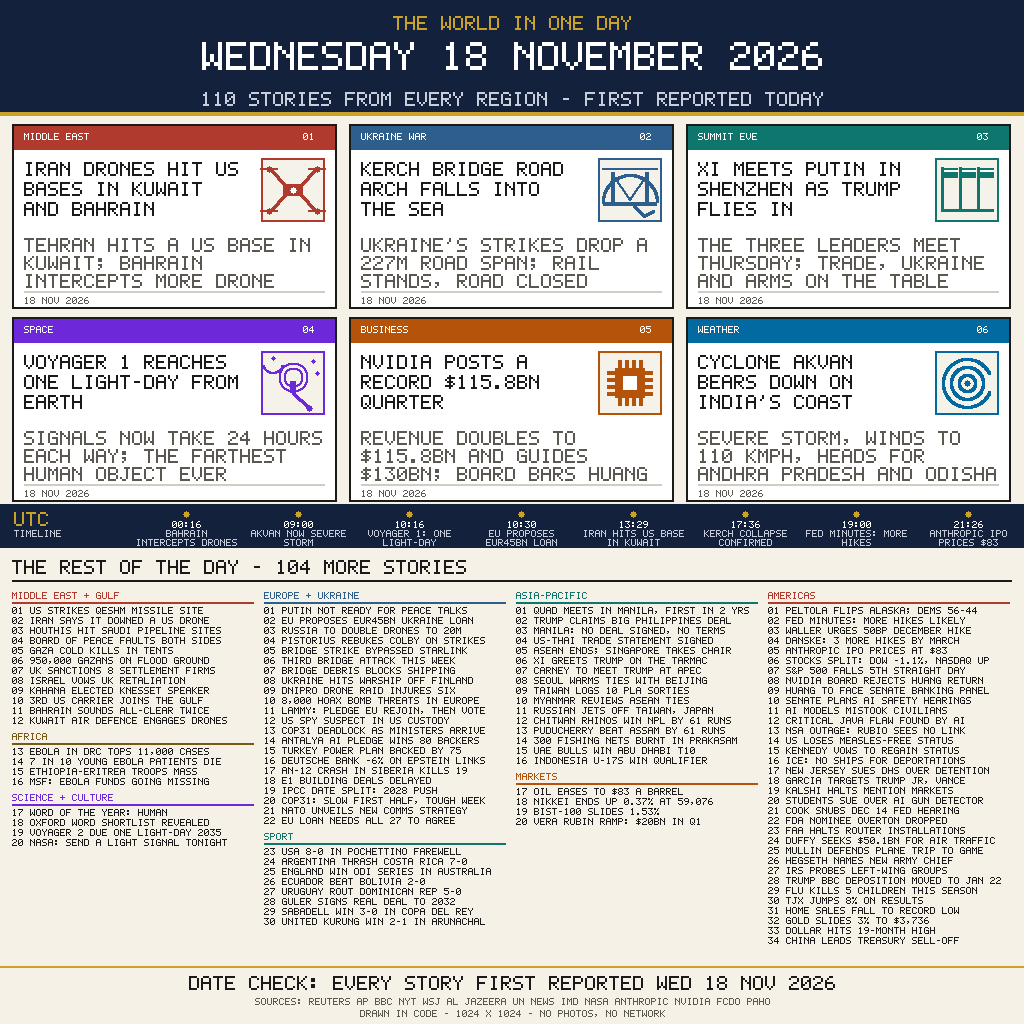 THE WORLD IN ONE DAY
WEDNESDAY 18 NOVEMBER 2026
110 STORIES FROM EVERY REGION - FIRST REPORTED TODAY
MIDDLE EAST 01
IRAN DRONES HIT US
BASES IN KUWAIT
AND BAHRAIN
TEHRAN HITS A US BASE IN
KUWAIT; BAHRAIN
INTERCEPTS MORE DRONE
18 NOV 2026
UKRAINE WAR 02
KERCH BRIDGE ROAD
ARCH FALLS INTO
THE SEA
UKRAINE'S STRIKES DROP A
227M ROAD SPAN; RAIL
STANDS, ROAD CLOSED
18 NOV 2026
SUMMIT EVE 03
XI MEETS PUTIN IN
SHENZHEN AS TRUMP
FLIES IN
THE THREE LEADERS MEET
THURSDAY; TRADE, UKRAINE
AND ARMS ON THE TABLE
18 NOV 2026
SPACE 04
VOYAGER 1 REACHES
ONE LIGHT-DAY FROM
EARTH
SIGNALS NOW TAKE 24 HOURS
EACH WAY; THE FARTHEST
HUMAN OBJECT EVER
18 NOV 2026
BUSINESS 05
NVIDIA POSTS A
RECORD $115.8BN
QUARTER
REVENUE DOUBLES TO
$115.8BN AND GUIDES
$130BN; BOARD BARS HUANG
18 NOV 2026
WEATHER 06
CYCLONE AKVAN
BEARS DOWN ON
INDIA'S COAST
SEVERE STORM, WINDS TO
110 KMPH, HEADS FOR
ANDHRA PRADESH AND ODISHA
18 NOV 2026
UTC
TIMELINE
00:16
BAHRAIN
INTERCEPTS DRONES
09:00
AKVAN NOW SEVERE
STORM
10:16
VOYAGER 1: ONE
LIGHT-DAY
10:30
EU PROPOSES
EUR45BN LOAN
13:29
IRAN HITS US BASE
IN KUWAIT
17:36
KERCH COLLAPSE
CONFIRMED
19:00
FED MINUTES: MORE
HIKES
21:26
ANTHROPIC IPO
PRICES $83
THE REST OF THE DAY - 104 MORE STORIES
MIDDLE EAST + GULF
01 US STRIKES QESHM MISSILE SITE
02 IRAN SAYS IT DOWNED A US DRONE
03 HOUTHIS HIT SAUDI PIPELINE SITES
04 BOARD OF PEACE FAULTS BOTH SIDES
05 GAZA COLD KILLS IN TENTS
06 950,000 GAZANS ON FLOOD GROUND
07 UK SANCTIONS 8 SETTLEMENT FIRMS
08 ISRAEL VOWS UK RETALIATION
09 KAHANA ELECTED KNESSET SPEAKER
10 3RD US CARRIER JOINS THE GULF
11 BAHRAIN SOUNDS ALL-CLEAR TWICE
12 KUWAIT AIR DEFENCE ENGAGES DRONES
AFRICA
13 EBOLA IN DRC TOPS 11,000 CASES
14 7 IN 10 YOUNG EBOLA PATIENTS DIE
15 ETHIOPIA-ERITREA TROOPS MASS
16 MSF: EBOLA FUNDS GOING MISSING
SCIENCE + CULTURE
17 WORD OF THE YEAR: HUMAN
18 OXFORD WORD SHORTLIST REVEALED
19 VOYAGER 2 DUE ONE LIGHT-DAY 2035
20 NASA: SEND A LIGHT SIGNAL TONIGHT
EUROPE + UKRAINE
01 PUTIN NOT READY FOR PEACE TALKS
02 EU PROPOSES EUR45BN UKRAINE LOAN
03 RUSSIA TO DOUBLE DRONES TO 20M
04 PISTORIUS REBUKES COLBY ON STRIKES
05 BRIDGE STRIKE BYPASSED STARLINK
06 THIRD BRIDGE ATTACK THIS WEEK
07 BRIDGE DEBRIS BLOCKS SHIPPING
08 UKRAINE HITS WARSHIP OFF FINLAND
09 DNIPRO DRONE RAID INJURES SIX
10 8,000 HOAX BOMB THREATS IN EUROPE
11 LAMMY: PLEDGE EU REJOIN, THEN VOTE
12 US SPY SUSPECT IN US CUSTODY
13 COP31 DEADLOCK AS MINISTERS ARRIVE
14 ANTALYA AI PLEDGE WINS 80 BACKERS
15 TURKEY POWER PLAN BACKED BY 75
16 DEUTSCHE BANK -6% ON EPSTEIN LINKS
17 AN-12 CRASH IN SIBERIA KILLS 19
18 E1 BUILDING DEALS DELAYED
19 IPCC DATE SPLIT: 2028 PUSH
20 COP31: SLOW FIRST HALF, TOUGH WEEK
21 NATO UNVEILS NEW COMMS STRATEGY
22 EU LOAN NEEDS ALL 27 TO AGREE
SPORT
23 USA 8-0 IN POCHETTINO FAREWELL
24 ARGENTINA THRASH COSTA RICA 7-0
25 ENGLAND WIN ODI SERIES IN AUSTRALIA
26 ECUADOR BEAT BOLIVIA 2-0
27 URUGUAY ROUT DOMINICAN REP 5-0
28 GULER SIGNS REAL DEAL TO 2032
29 SABADELL WIN 3-0 IN COPA DEL REY
30 UNITED KURUNG WIN 2-1 IN ARUNACHAL
ASIA-PACIFIC
01 QUAD MEETS IN MANILA, FIRST IN 2 YRS
02 TRUMP CLAIMS BIG PHILIPPINES DEAL
03 MANILA: NO DEAL SIGNED, NO TERMS
04 US-THAI TRADE STATEMENT SIGNED
05 ASEAN ENDS; SINGAPORE TAKES CHAIR
06 XI GREETS TRUMP ON THE TARMAC
07 CARNEY TO MEET TRUMP AT APEC
08 SEOUL WARMS TIES WITH BEIJING
09 TAIWAN LOGS 10 PLA SORTIES
10 MYANMAR REVIEWS ASEAN TIES
11 RUSSIAN JETS OFF TAIWAN, JAPAN
12 CHITWAN RHINOS WIN NPL BY 61 RUNS
13 PUDUCHERRY BEAT ASSAM BY 61 RUNS
14 300 FISHING NETS BURNT IN PRAKASAM
15 UAE BULLS WIN ABU DHABI T10
16 INDONESIA U-17S WIN QUALIFIER
MARKETS
17 OIL EASES TO $83 A BARREL
18 NIKKEI ENDS UP 0.37% AT 59,076
19 BIST-100 SLIDES 1.53%
20 VERA RUBIN RAMP: $20BN IN Q1
AMERICAS
01 PELTOLA FLIPS ALASKA; DEMS 56-44
02 FED MINUTES: MORE HIKES LIKELY
03 WALLER URGES 50BP DECEMBER HIKE
04 DANSKE: 3 MORE HIKES BY MARCH
05 ANTHROPIC IPO PRICES AT $83
06 STOCKS SPLIT: DOW -1.1%, NASDAQ UP
07 S&P 500 FALLS 5TH STRAIGHT DAY
08 NVIDIA BOARD REJECTS HUANG RETURN
09 HUANG TO FACE SENATE BANKING PANEL
10 SENATE PLANS AI SAFETY HEARINGS
11 AI MODELS MISTOOK CIVILIANS
12 CRITICAL JAVA FLAW FOUND BY AI
13 NSA OUTAGE: RUBIO SEES NO LINK
14 US LOSES MEASLES-FREE STATUS
15 KENNEDY VOWS TO REGAIN STATUS
16 ICE: NO SHIPS FOR DEPORTATIONS
17 NEW JERSEY SUES DHS OVER DETENTION
18 GARCIA TARGETS TRUMP JR, VANCE
19 KALSHI HALTS MENTION MARKETS
20 STUDENTS SUE OVER AI GUN DETECTOR
21 COOK SNUBS DEC 14 FED HEARING
22 FDA NOMINEE OVERTON DROPPED
23 FAA HALTS ROUTER INSTALLATIONS
24 DUFFY SEEKS $50.1BN FOR AIR TRAFFIC
25 MULLIN DEFENDS PLANE TRIP TO GAME
26 HEGSETH NAMES NEW ARMY CHIEF
27 IRS PROBES LEFT-WING GROUPS
28 TRUMP BBC DEPOSITION MOVED TO JAN 22
29 FLU KILLS 5 CHILDREN THIS SEASON
30 TJX JUMPS 8% ON RESULTS
31 HOME SALES FALL TO RECORD LOW
32 GOLD SLIDES 3% TO $3,736
33 DOLLAR HITS 19-MONTH HIGH
34 CHINA LEADS TREASURY SELL-OFF
DATE CHECK: EVERY STORY FIRST REPORTED WED 18 NOV 2026
SOURCES: REUTERS AP BBC NYT WSJ AL JAZEERA UN NEWS IMD NASA ANTHROPIC NVIDIA FCDO PAHO
DRAWN IN CODE - 1024 X 1024 - NO PHOTOS, NO NETWORK